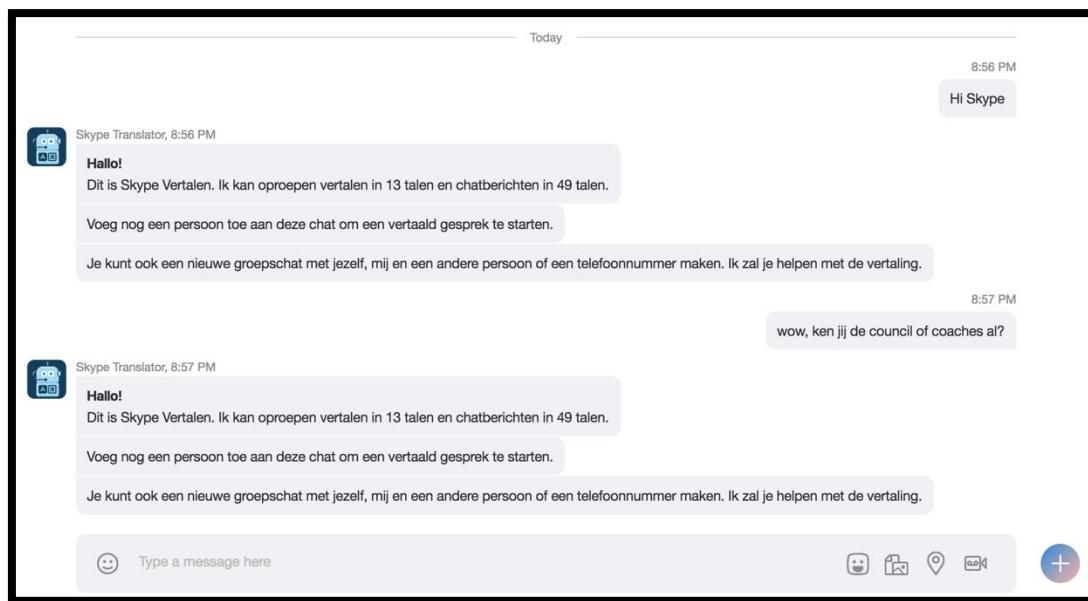 Today
8:56 PM
Hi Skype
Skype Translator, 8:56 PM
Hallo!
Dit is Skype Vertalen. Ik kan oproepen vertalen in 13 talen en chatberichten in 49 talen.
Voeg nog een persoon toe aan deze chat om een vertaald gesprek te starten.
Je kunt ook een nieuwe groepschat met jezelf, mij en een andere persoon of een telefoonnummer maken. Ik zal je helpen met de vertaling.
8:57 PM
wow, ken jij de council of coaches al?
Skype Translator, 8:57 PM
Hallo!
Dit is Skype Vertalen. Ik kan oproepen vertalen in 13 talen en chatberichten in 49 talen.
Voeg nog een persoon toe aan deze chat om een vertaald gesprek te starten.
Je kunt ook een nieuwe groepschat met jezelf, mij en een andere persoon of een telefoonnummer maken. Ik zal je helpen met de vertaling.
Type a message here